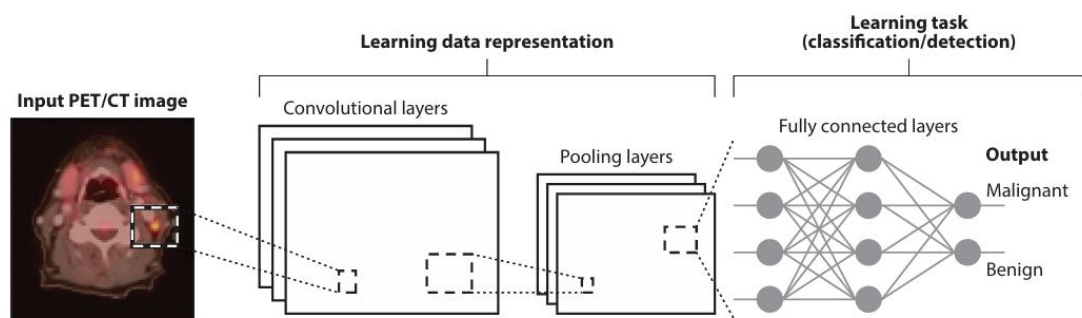 Learning data representation
Learning task
(classification/detection)
Input PET/CT image
Convolutional layers
Pooling layers
Fully connected layers
Output
Malignant
Benign